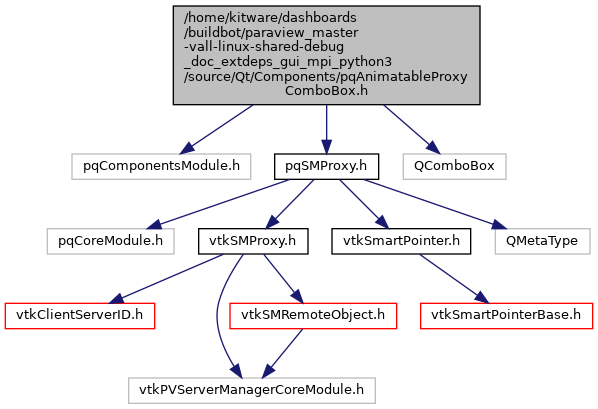 /home/kitware/dashboards
/buildbot/paraview_master
-vall-linux-shared-debug
_doc_extdeps_gui_mpi_python3
/source/Qt/Components/pqAnimatableProxy
ComboBox.h
pqComponentsModule.h
pqSMProxy.h
QComboBox
pqCoreModule.h
vtkSMProxy.h
vtkSmartPointer.h
QMetaType
vtkClientServerID.h
vtkSMRemoteObject.h
vtkSmartPointerBase.h
vtkPVServerManagerCoreModule.h